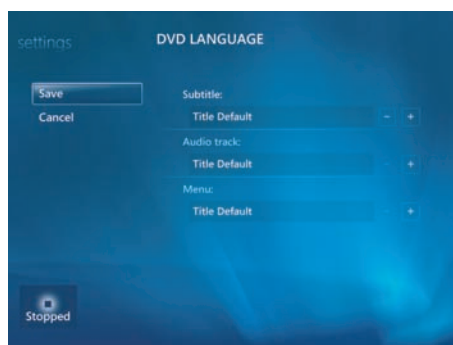 settings
DVD LANGUAGE
Save
Cancel
Subtitle:
Title Default - +
Audio track:
Title Default - +
Menu:
Title Default - +
Stopped